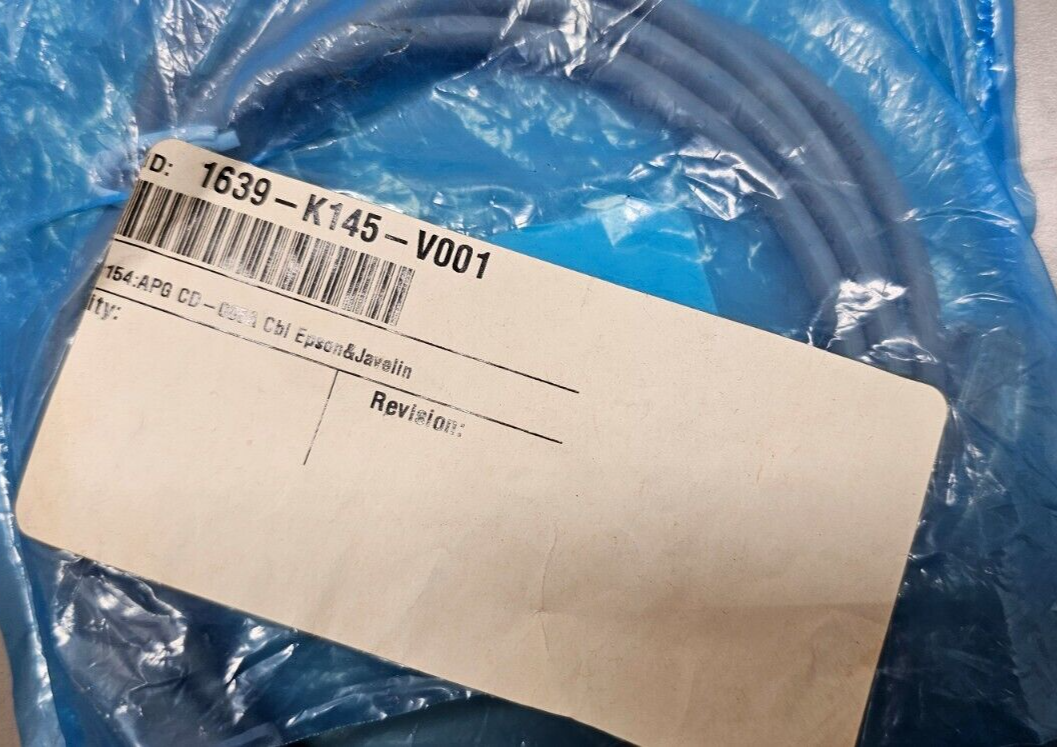 D: 1639-K145-V001
154:APG CD- Cbl Epson&Javelin
ity:
Revision: